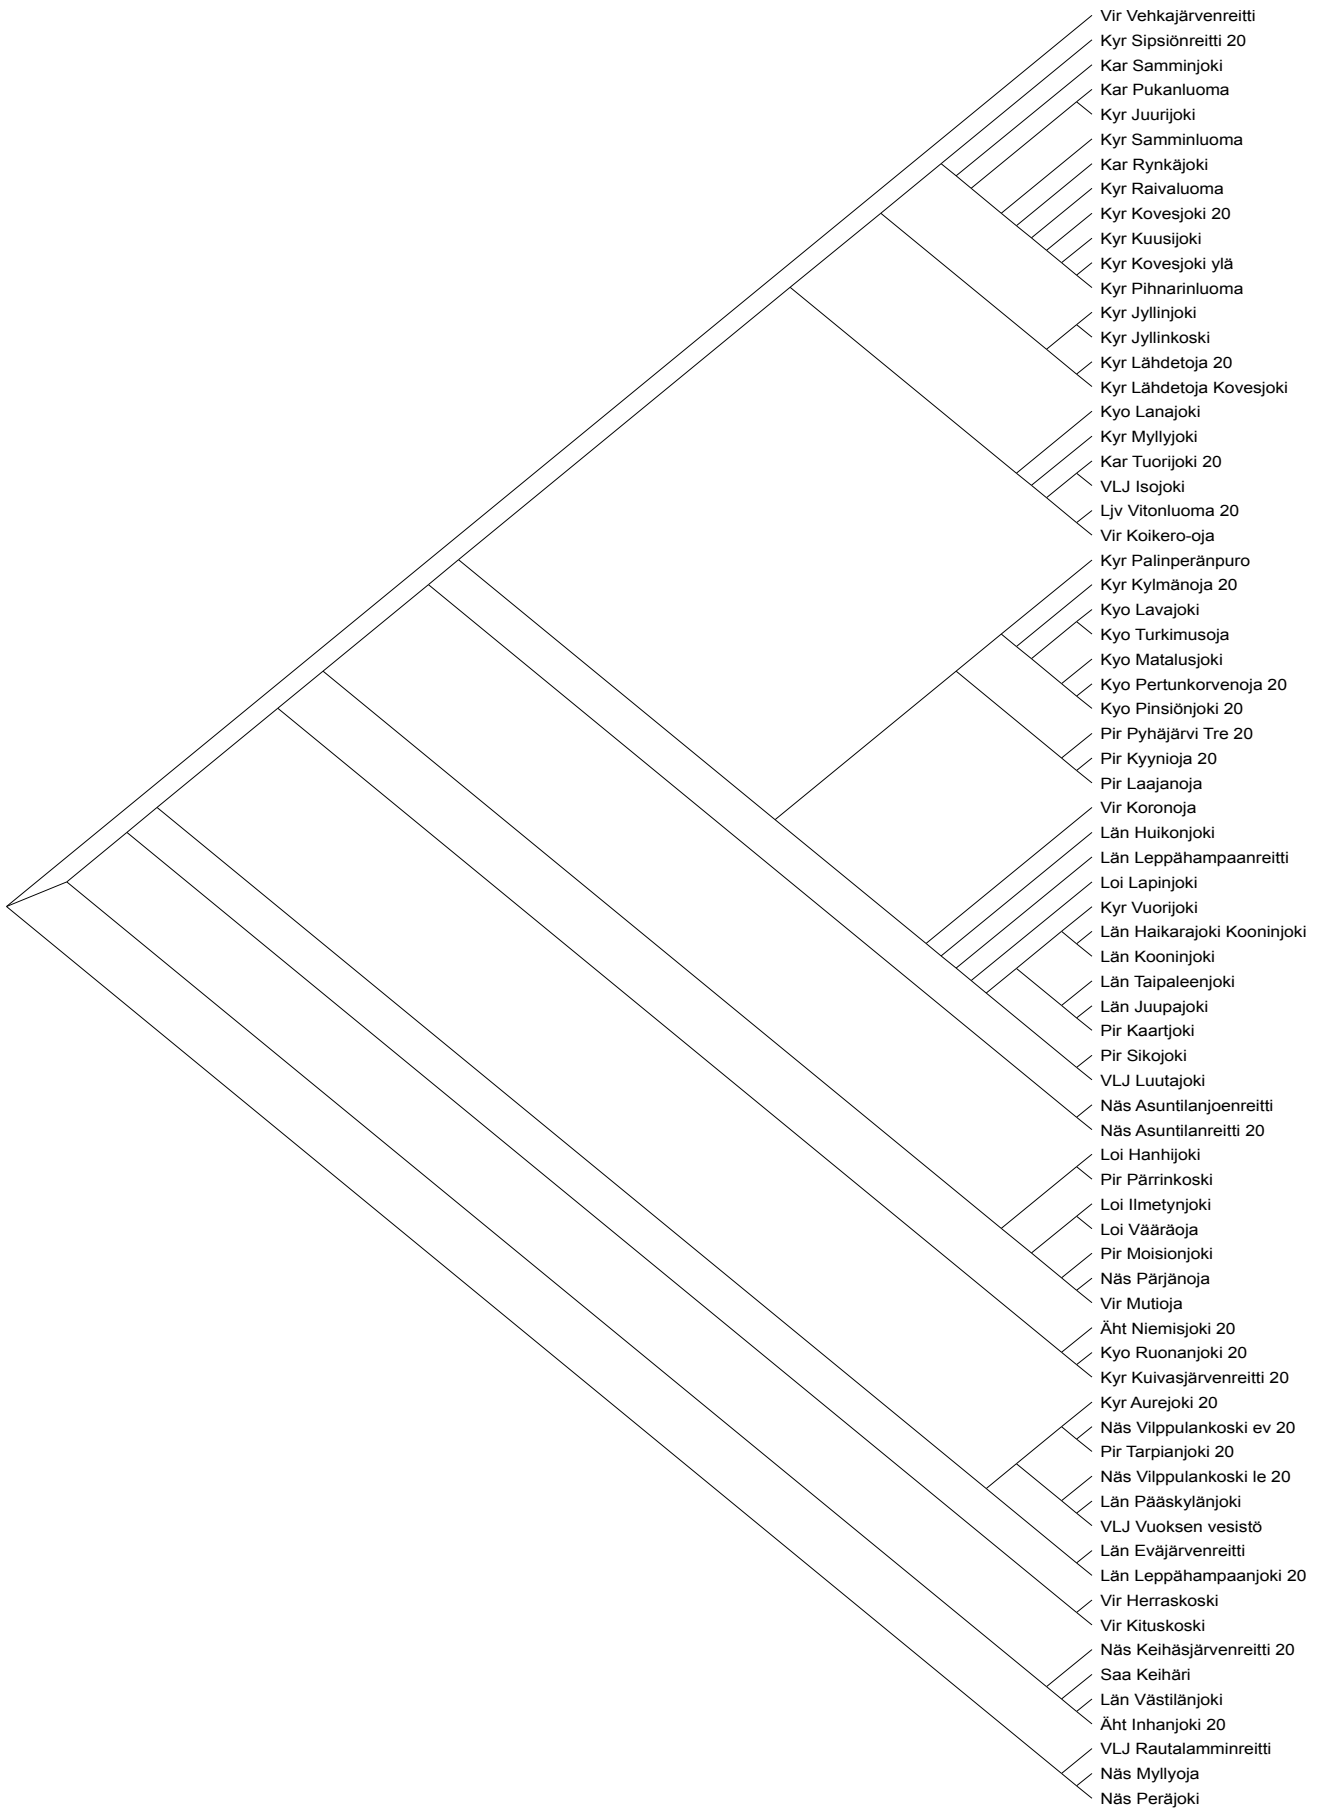 Vir Vehkajärvenreitti
Kyr Sipsiönreitti 20
Kar Samminjoki
Kar Pukanluoma
Kyr Juurijoki
Kyr Samminluoma
Kar Rynkäjoki
Kyr Raivaluoma
Kyr Kovesjoki 20
Kyr Kuusijoki
Kyr Kovesjoki ylä
Kyr Pihnarinluoma
Kyr Jyllinjoki
Kyr Jyllinkoski
Kyr Lähdetoja 20
Kyr Lähdetoja Kovesjoki
Kyo Lanajoki
Kyr Myllyjoki
Kar Tuorijoki 20
VLJ Isojoki
Ljv Vitonluoma 20
Vir Koikero-oja
Kyr Palinperänpuro
Kyr Kylmänoja 20
Kyo Lavajoki
Kyo Turkimusoja
Kyo Matalusjoki
Kyo Pertunkorvenoja 20
Kyo Pinsiönjoki 20
Pir Pyhäjärvi Tre 20
Pir Kyynioja 20
Pir Laajanoja
Vir Koronoja
Län Huikonjoki
Län Leppähampaanreitti
Loi Lapinjoki
Kyr Vuorijoki
Län Haikarajoki Kooninjoki
Län Kooninjoki
Län Taipaleenjoki
Län Juupajoki
Pir Kaartjoki
Pir Sikojoki
VLJ Luutajoki
Näs Asuntilanjoenreitti
Näs Asuntilanreitti 20
Loi Hanhijoki
Pir Pärrinkoski
Loi Ilmetynjoki
Loi Vääräoja
Pir Moisionjoki
Näs Pärjänoja
Vir Mutioja
Äht Niemisjoki 20
Kyo Ruonanjoki 20
Kyr Kuivasjärvenreitti 20
Kyr Aurejoki 20
Näs Vilppulankoski ev 20
Pir Tarpianjoki 20
Näs Vilppulankoski le 20
Län Pääskylänjoki
VLJ Vuoksen vesistö
Län Eväjärvenreitti
Län Leppähampaanjoki 20
Vir Herraskoski
Vir Kituskoski
Näs Keihäsjärvenreitti 20
Saa Keihäri
Län Västilänjoki
Äht Inhanjoki 20
VLJ Rautalamminreitti
Näs Myllyoja
Näs Peräjoki